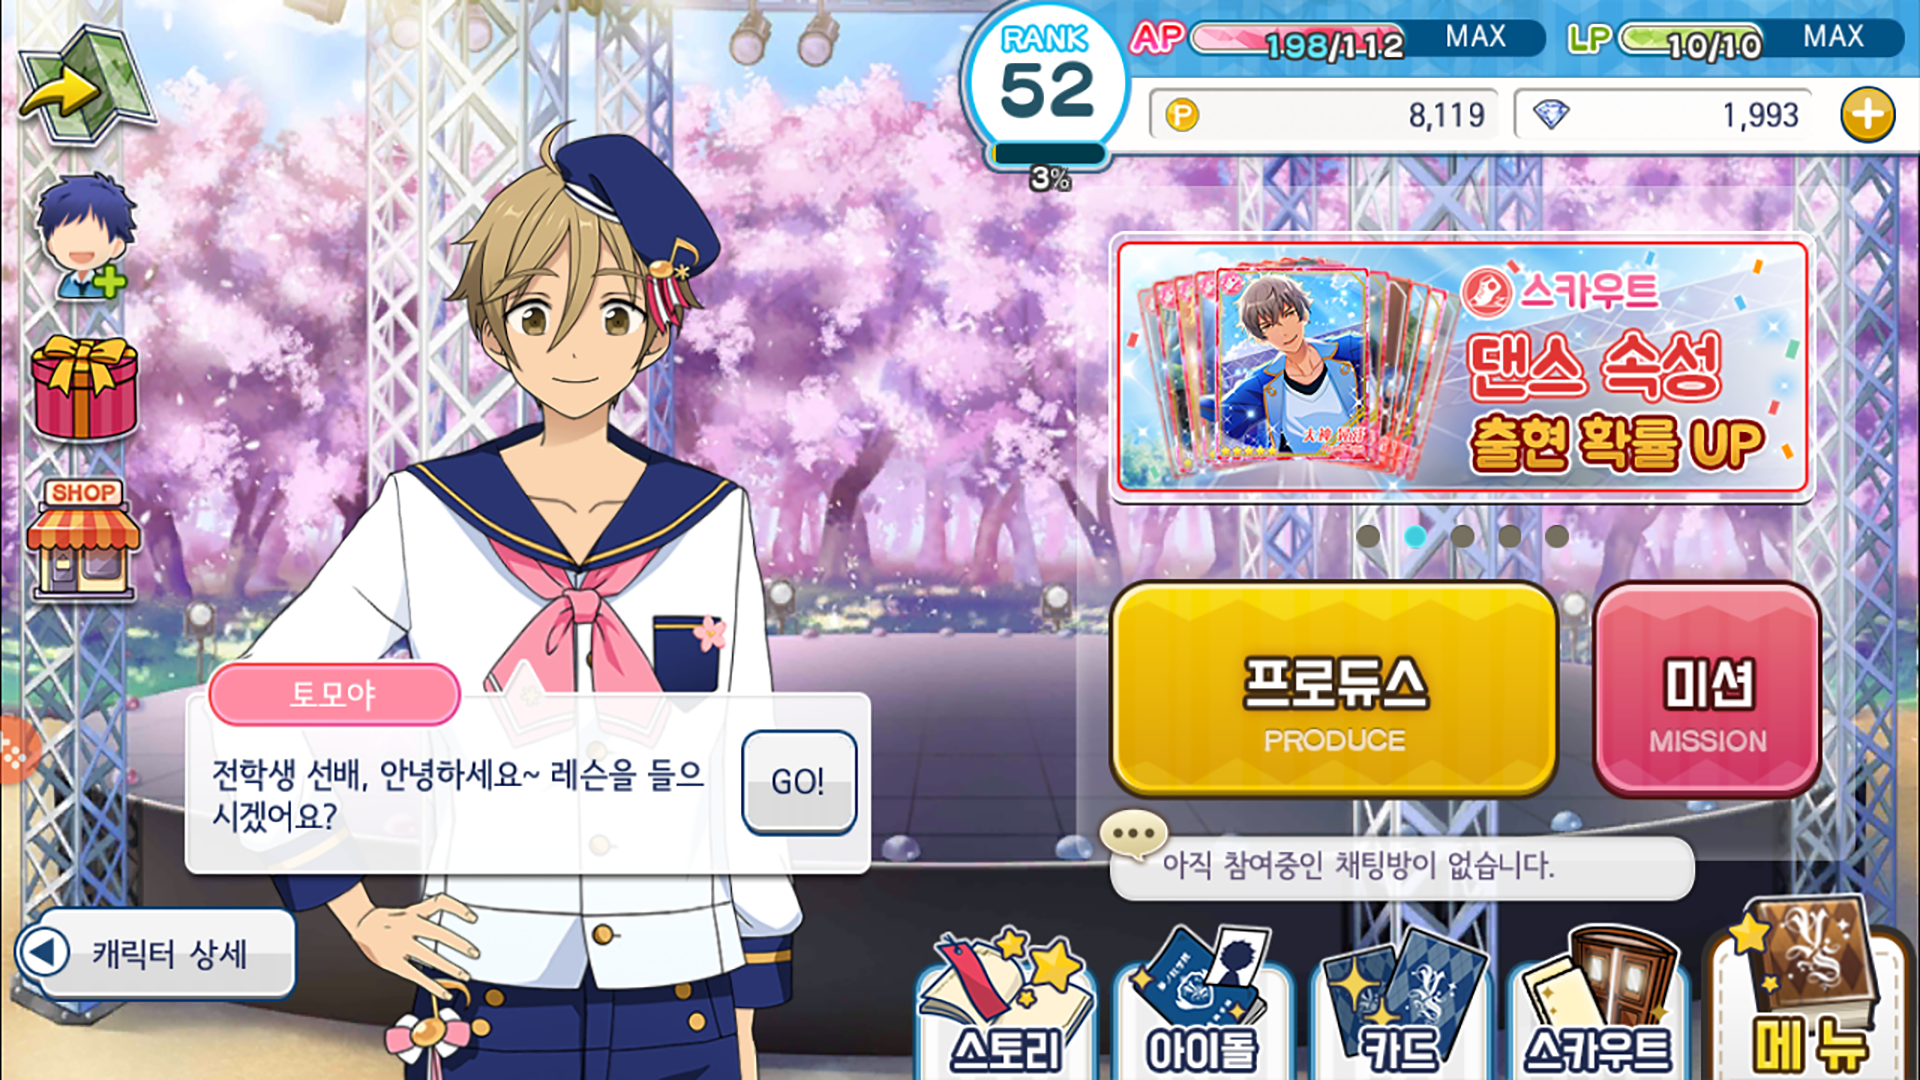 RANK
52
3%
AP
198/112
MAX
LP
10/10
MAX
P
8,119
1,993
SHOP
스카우트
댄스 속성
출현 확률 UP
프로듀스
PRODUCE
미션
MISSION
토모야
전학생 선배, 안녕하세요~ 레슨을 들으
시겠어요?
GO!
아직 참여중인 채팅방이 없습니다.
캐릭터 상세
스토리
아이돌
카드
스카우트
메뉴